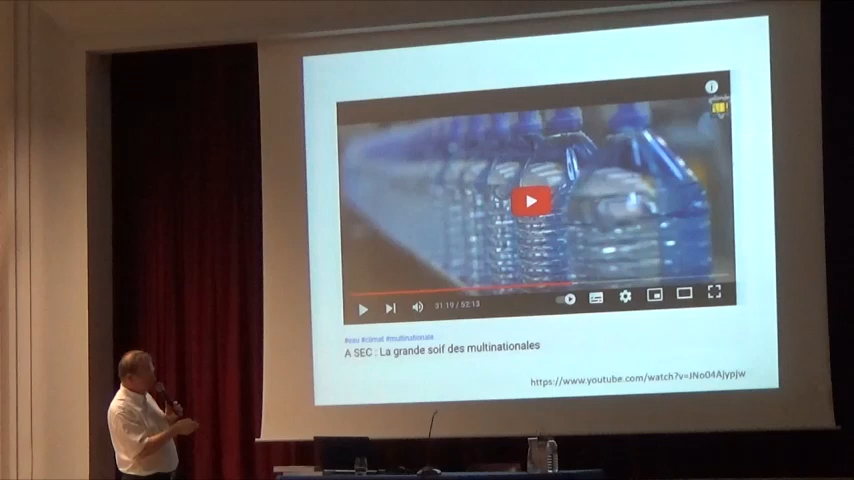 31:19 / 52:13
#eau #climat #multinationale
A SEC : La grande soif des multinationales
https://www.youtube.com/watch?v=JNo04Ajypjw